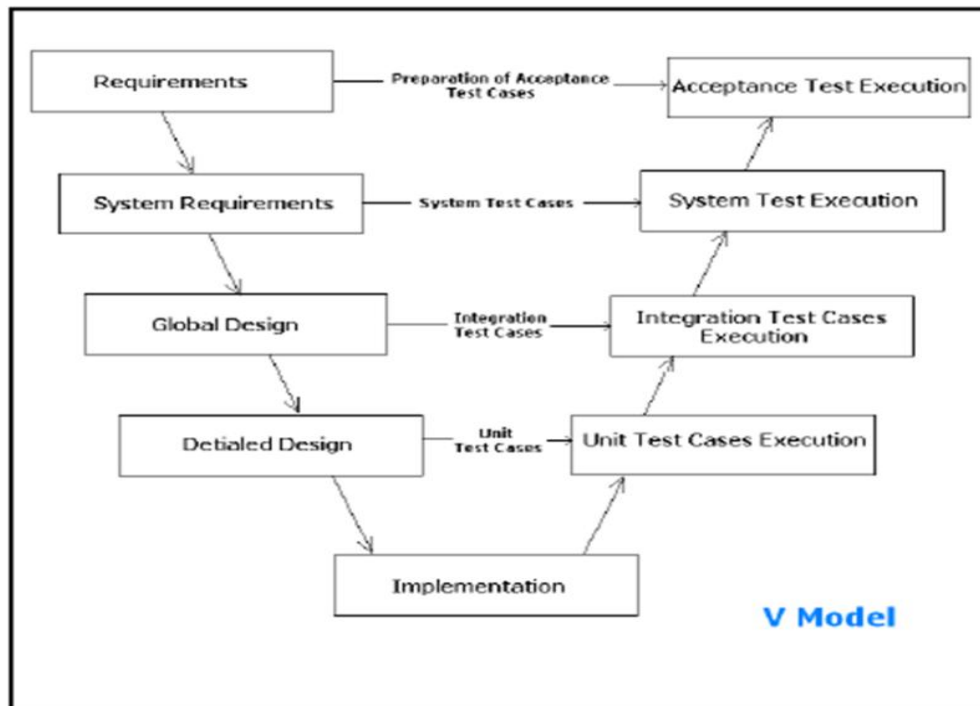 Requirements
Preparation of Acceptance
Test Cases
Acceptance Test Execution
System Requirements
System Test Cases
System Test Execution
Global Design
Integration
Test Cases
Integration Test Cases
Execution
Detialed Design
Unit
Test Cases
Unit Test Cases Execution
Implementation
V Model